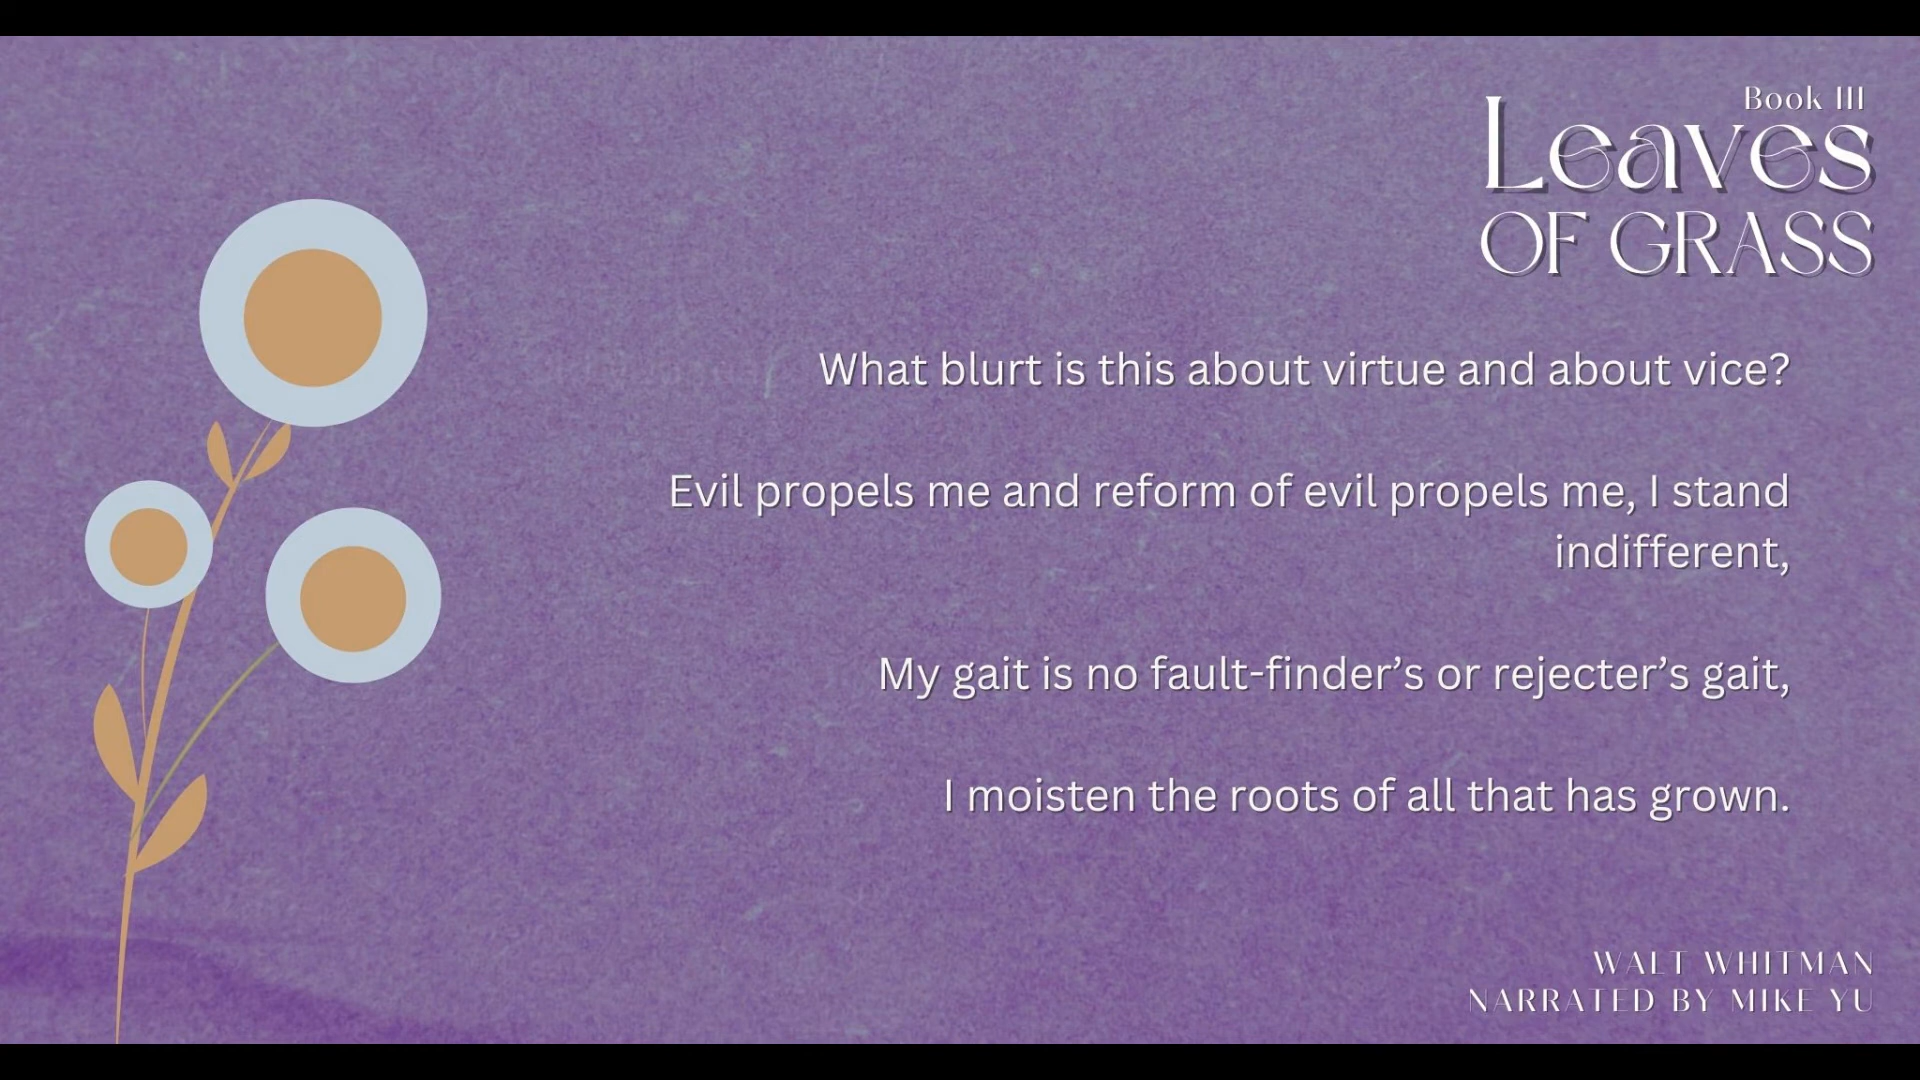 Book III
Leaves
OF GRASS
What blurt is this about virtue and about vice?
Evil propels me and reform of evil propels me, I stand
indifferent,
My gait is no fault-finder’s or rejecter’s gait,
I moisten the roots of all that has grown.
WALT WHITMAN
NARRATED BY MIKE YU